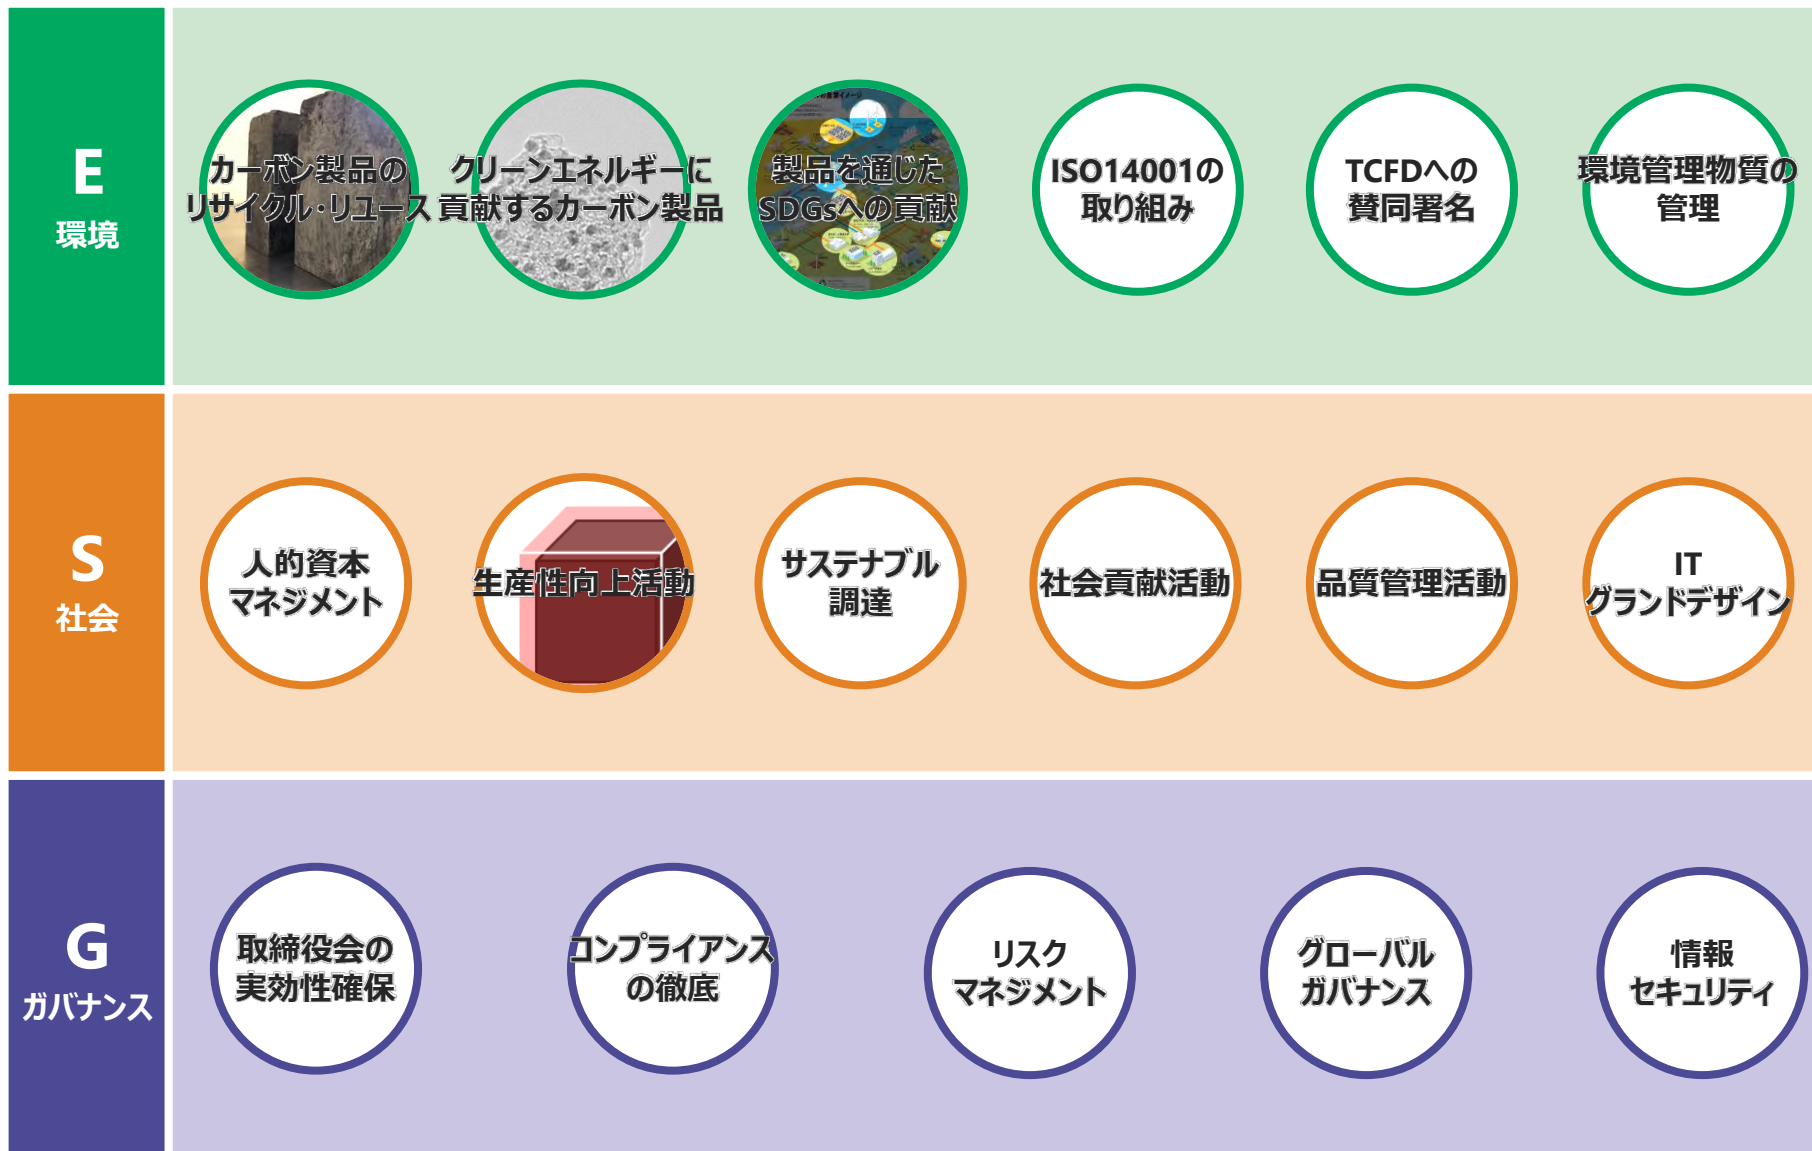 E
環境
カーボン製品の
リサイクル・リユース
クリーンエネルギーに
貢献するカーボン製品
製品を通じた
SDGsへの貢献
ISO14001の
取り組み
TCFDへの
賛同署名
環境管理物質の
管理
S
社会
人的資本
マネジメント
生産性向上活動
サステナブル
調達
社会貢献活動
品質管理活動
IT
グランドデザイン
G
ガバナンス
取締役会の
実効性確保
コンプライアンス
の徹底
リスク
マネジメント
グローバル
ガバナンス
情報
セキュリティ